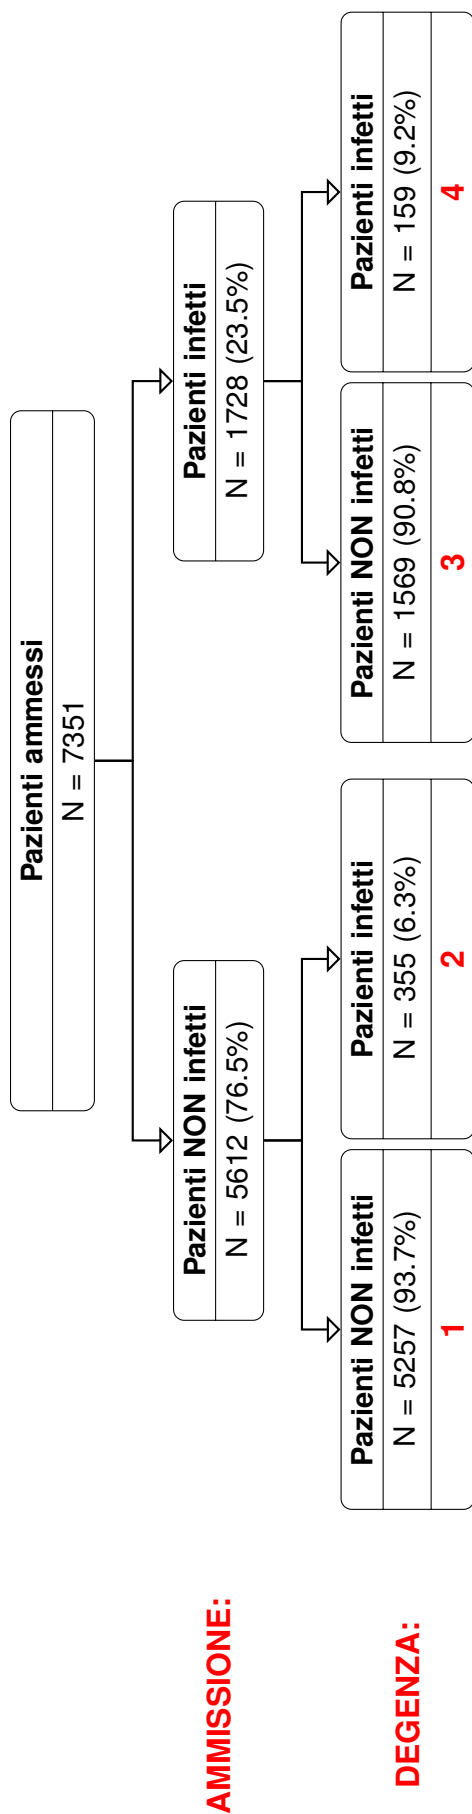 Pazienti ammessi
N = 7351
AMMISSIONE:
Pazienti NON infetti
N = 5612 (76.5%)
Pazienti infetti
N = 1728 (23.5%)
DEGENZA:
Pazienti NON infetti
N = 5257 (93.7%)
1
Pazienti infetti
N = 355 (6.3%)
2
Pazienti NON infetti
N = 1569 (90.8%)
3
Pazienti infetti
N = 159 (9.2%)
4